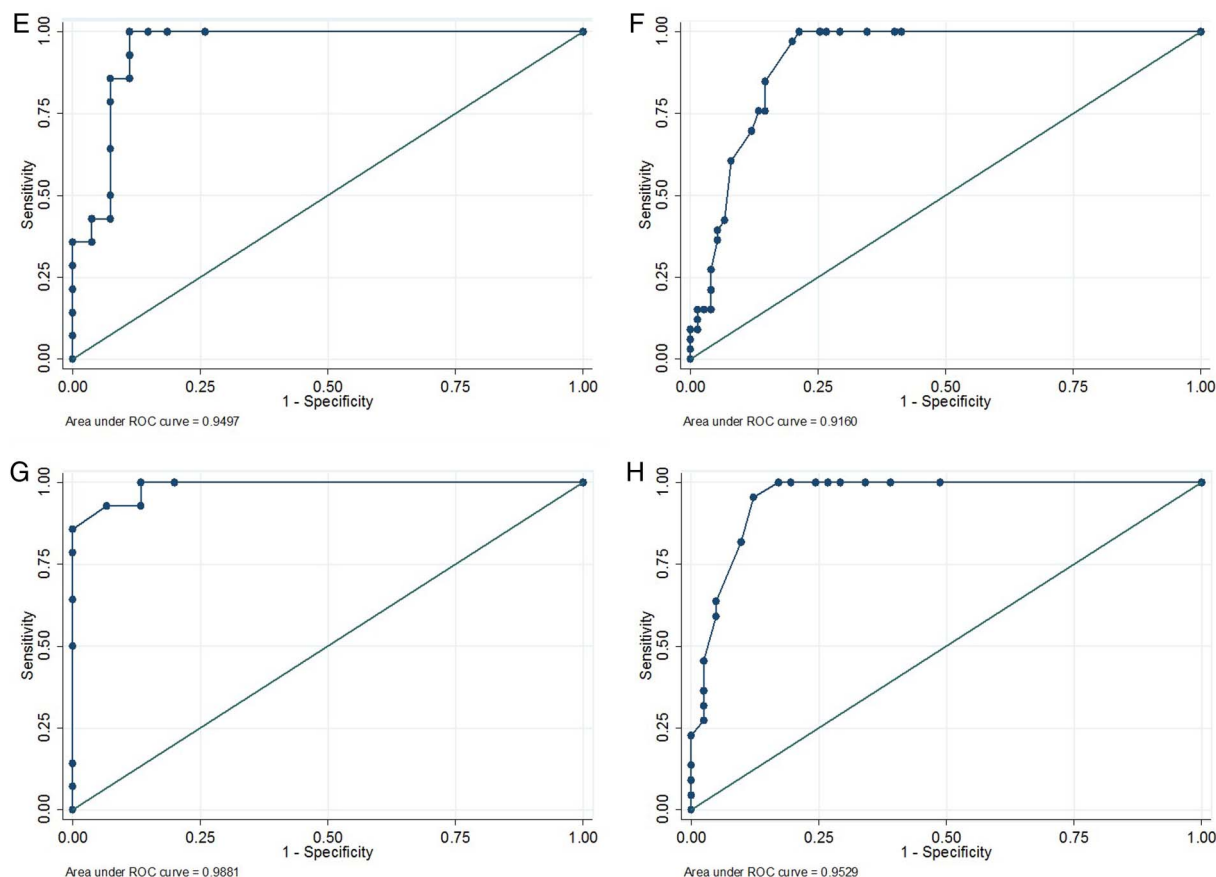 E
1.00
0.75
0.50
0.25
0.00
Sensitivity
0.00 0.25 0.50 0.75 1.00
1 - Specificity
Area under ROC curve = 0.9497
F
1.00
0.75
0.50
0.25
0.00
Sensitivity
0.00 0.25 0.50 0.75 1.00
1 - Specificity
Area under ROC curve = 0.9160
G
1.00
0.75
0.50
0.25
0.00
Sensitivity
0.00 0.25 0.50 0.75 1.00
1 - Specificity
Area under ROC curve = 0.9881
H
1.00
0.75
0.50
0.25
0.00
Sensitivity
0.00 0.25 0.50 0.75 1.00
1 - Specificity
Area under ROC curve = 0.9529